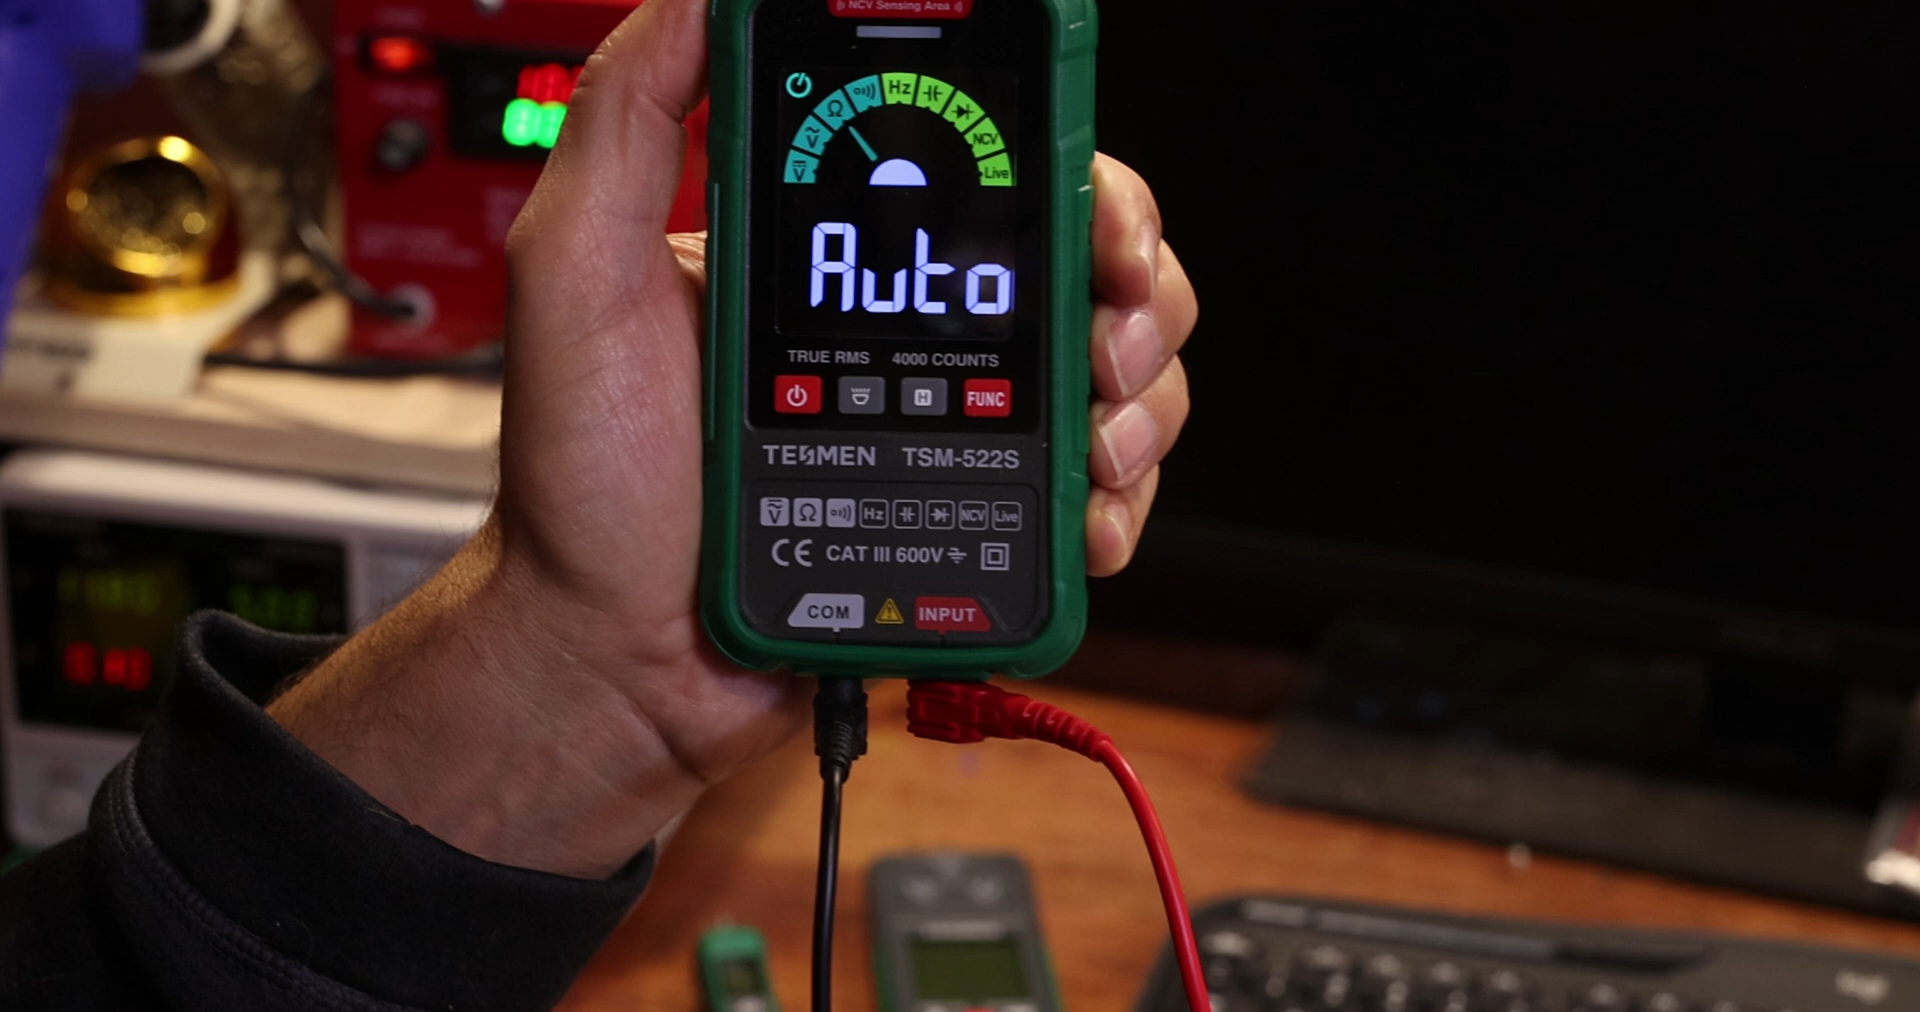 NCV Sensing Area
Hz
NCV
Live
Auto
TRUE RMS 4000 COUNTS
H FUNC
TESMEN TSM-522S
V Ω Hz NCV Live
CE CAT III 600V
COM INPUT